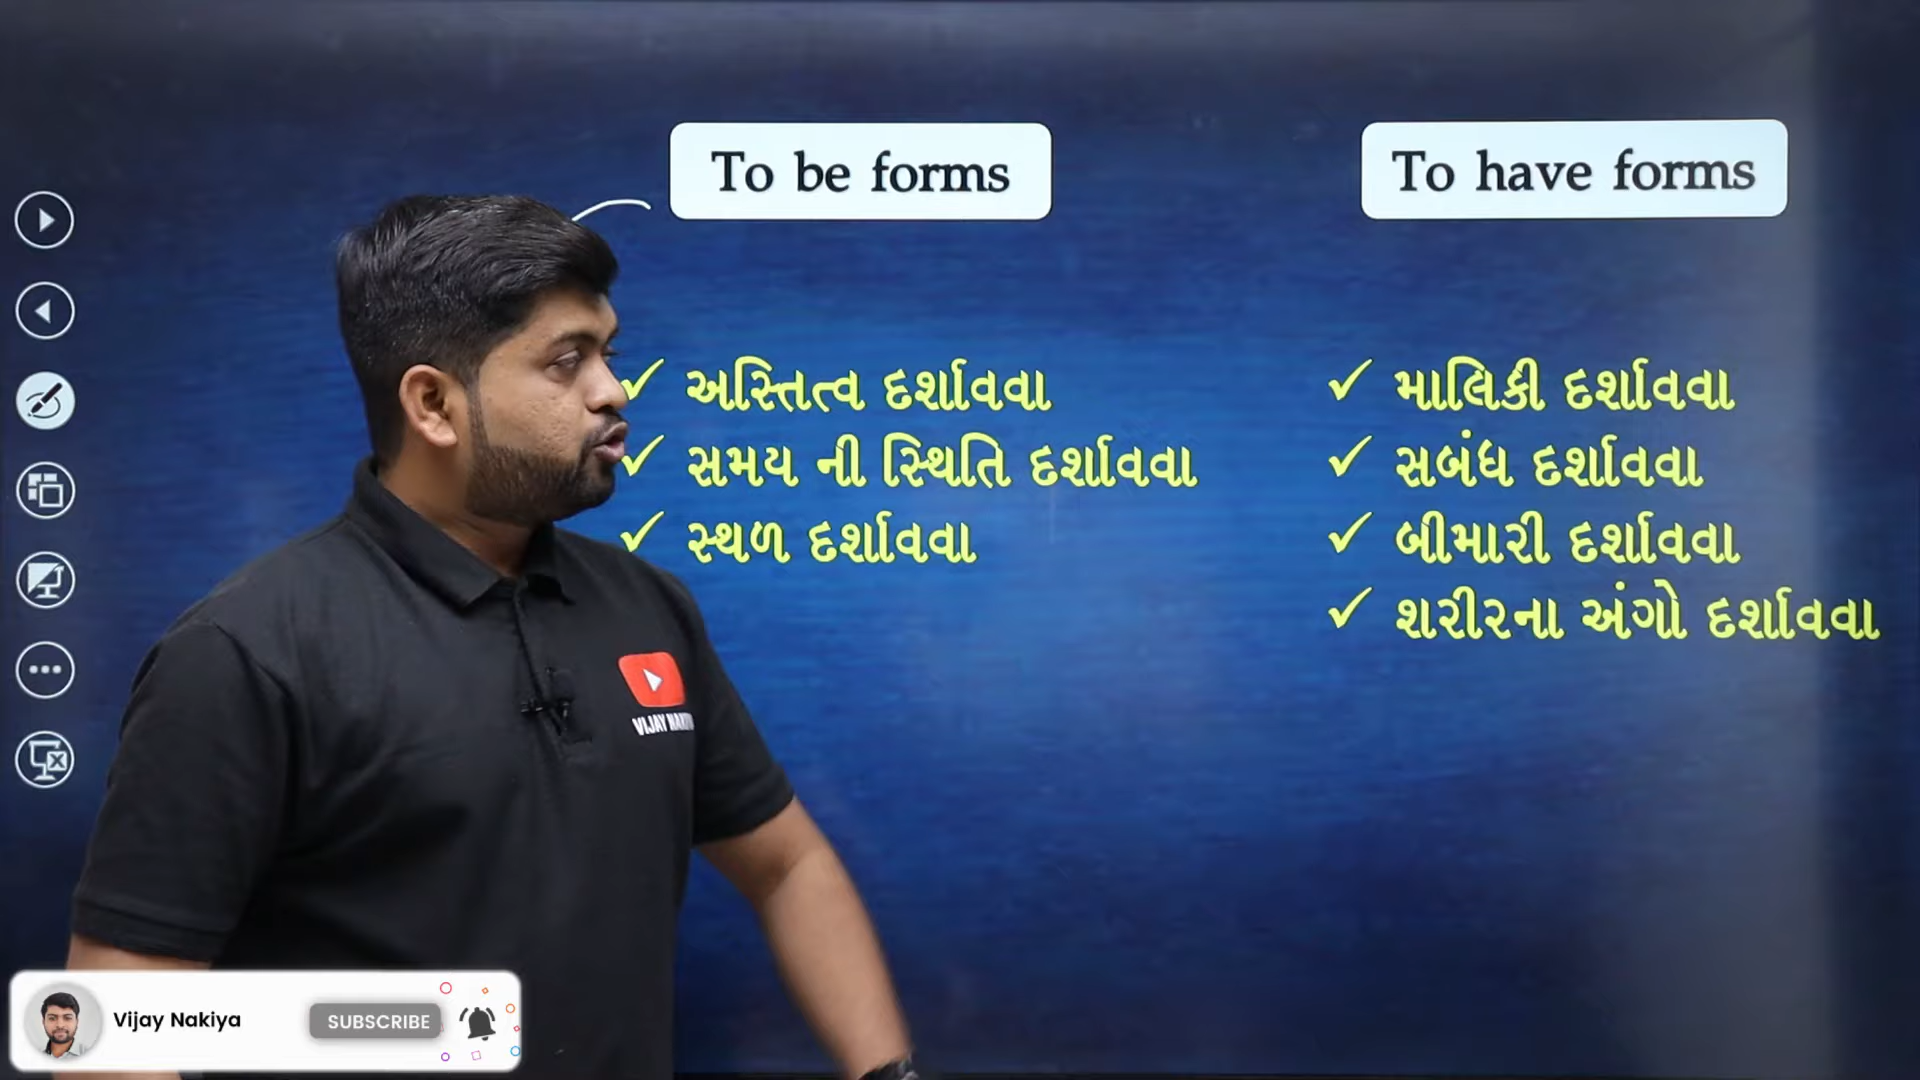 To be forms
અસ્તિત્વ દર્શાવવા
સમય ની સ્થિતિ દર્શાવવા
સ્થળ દર્શાવવા
To have forms
માલિકી દર્શાવવા
સબંધ દર્શાવવા
બીમારી દર્શાવવા
શરીરના અંગો દર્શાવવા
VIJAY
Vijay Nakiya
SUBSCRIBE